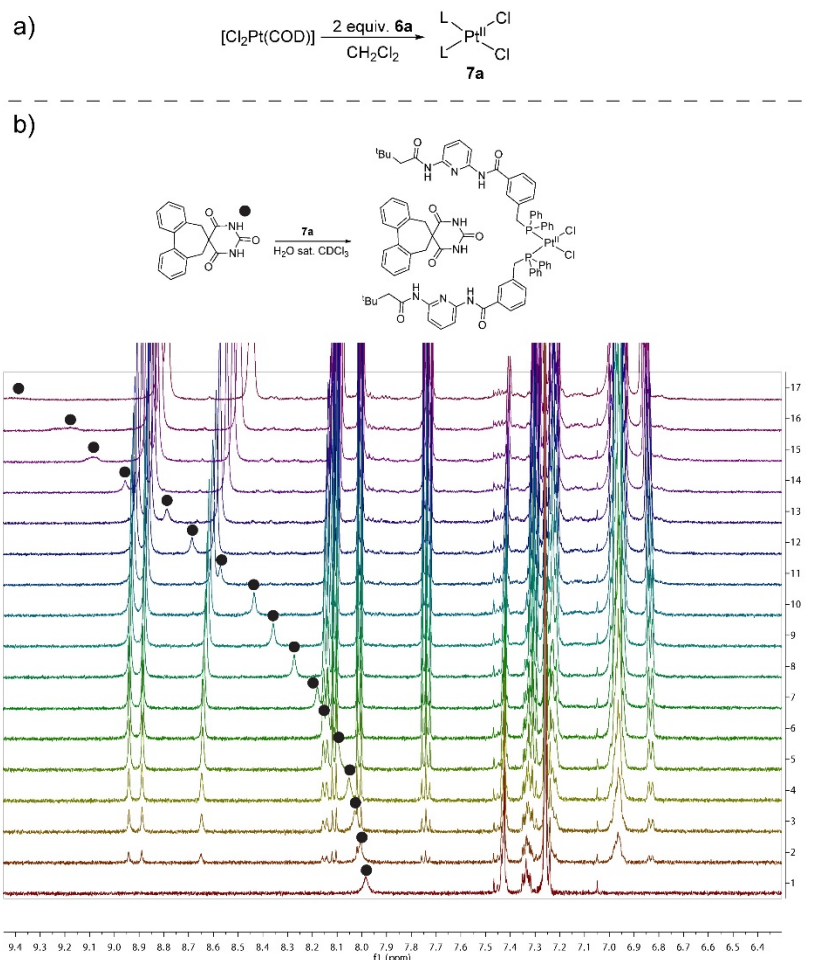 a)
[Cl₂Pt(COD)]
2 equiv. 6a
CH₂Cl₂
L
L
Pt^II
Cl
Cl
7a
b)
O
NH
O
NH
O
7a
H₂O sat. CDCl₃
ᵗBu
O
N
H
N
H
N
O
Ph
P
Ph
Cl
Pt^II
Cl
P
Ph
Ph
O
NH
O
NH
O
ᵗBu
O
H
N
N
H
N
O
17
16
15
14
13
12
11
10
9
8
7
6
5
4
3
2
1
9.4 9.3 9.2 9.1 9.0 8.9 8.8 8.7 8.6 8.5 8.4 8.3 8.2 8.1 8.0 7.9 7.8 7.7 7.6 7.5 7.4 7.3 7.2 7.1 7.0 6.9 6.8 6.7 6.6 6.5 6.4
f1 (ppm)